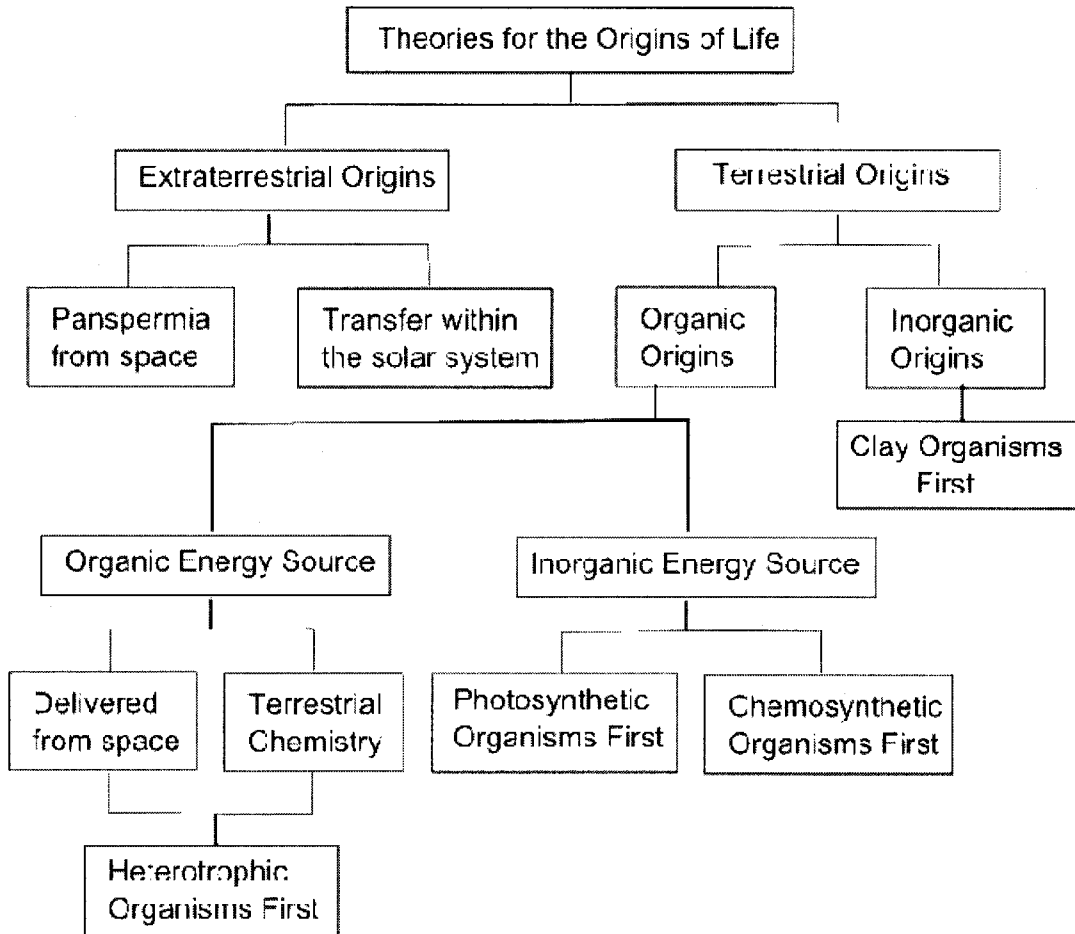 Theories for the Origins of Life
Extraterrestrial Origins
Terrestrial Origins
Panspermia
from space
Transfer within
the solar system
Organic
Origins
Inorganic
Origins
Clay Organisms
First
Organic Energy Source
Inorganic Energy Source
Delivered
from space
Terrestrial
Chemistry
Photosynthetic
Organisms First
Chemosynthetic
Organisms First
Heterotrophic
Organisms First